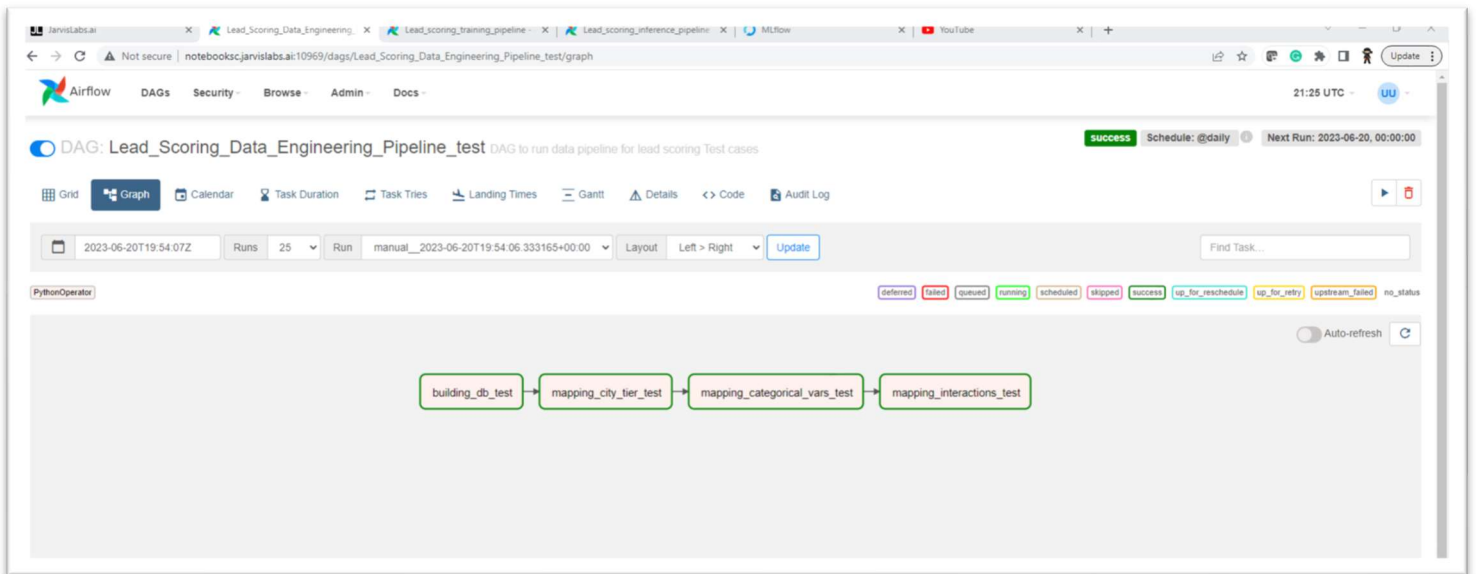 JL JarvisLabs.ai × Lead_Scoring_Data_Engineering_ × Lead_scoring_training_pipeline - × Lead_scoring_inference_pipeline × MLflow × YouTube × +
Not secure | notebooksc.jarvislabs.ai:10969/dags/Lead_Scoring_Data_Engineering_Pipeline_test/graph Update
Airflow DAGs Security Browse Admin Docs 21:25 UTC UU
DAG: Lead_Scoring_Data_Engineering_Pipeline_test DAG to run data pipeline for lead scoring Test cases success Schedule: @daily Next Run: 2023-06-20, 00:00:00
Grid Graph Calendar Task Duration Task Tries Landing Times Gantt Details <> Code Audit Log
2023-06-20T19:54:07Z Runs 25 Run manual__2023-06-20T19:54:06.333165+00:00 Layout Left > Right Update Find Task...
PythonOperator deferred failed queued running scheduled skipped success up_for_reschedule up_for_retry upstream_failed no_status
Auto-refresh
building_db_test mapping_city_tier_test mapping_categorical_vars_test mapping_interactions_test